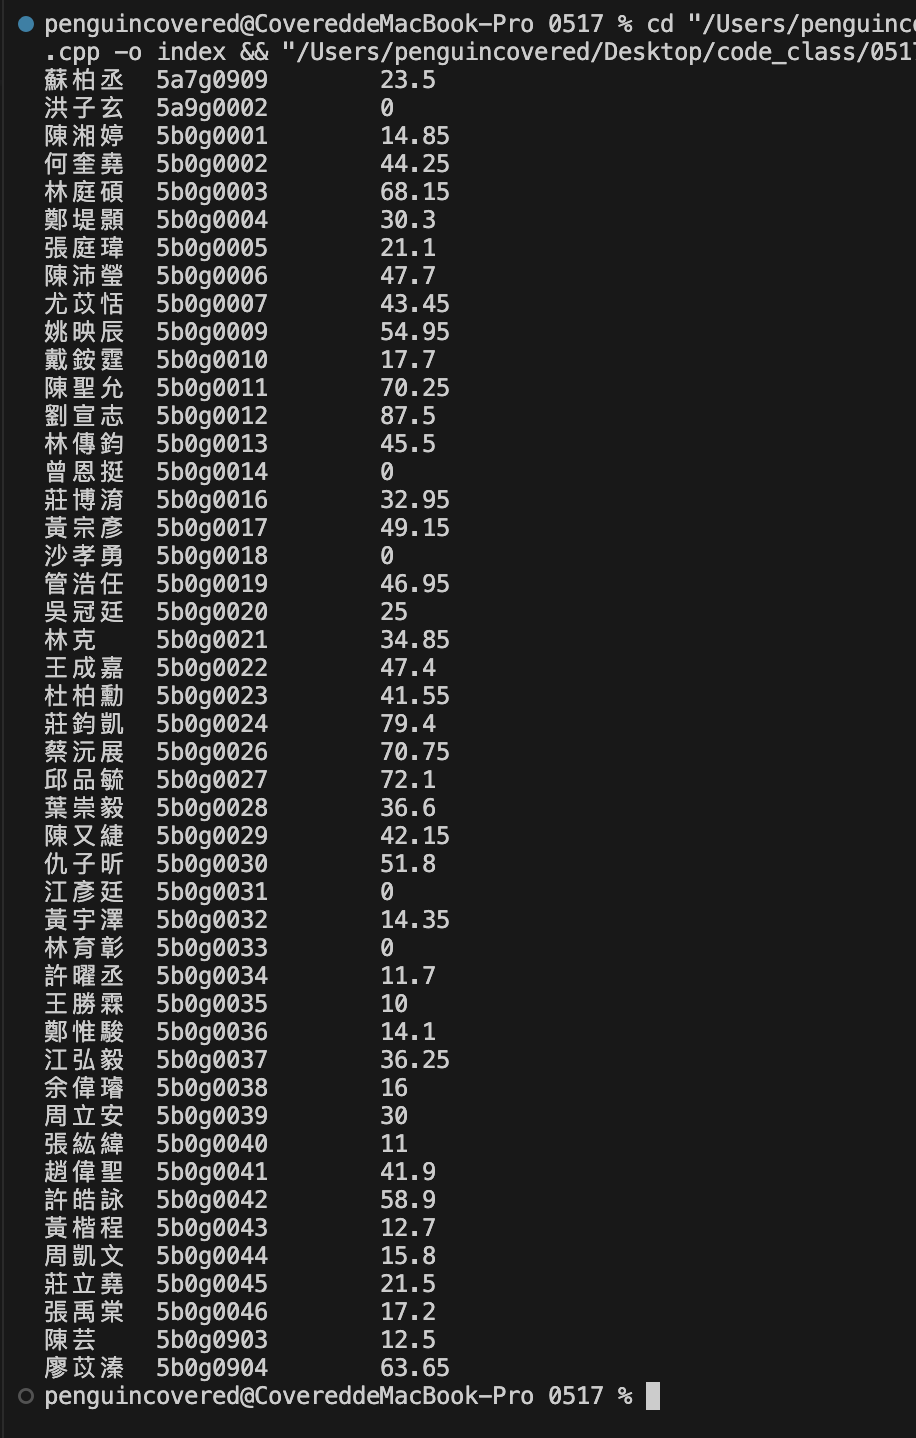 penguincovered@CovereddeMacBook-Pro 0517 % cd "/Users/penguinc
.cpp -o index && "/Users/penguincovered/Desktop/code_class/051
蘇柏丞 5a7g0909 23.5
洪子玄 5a9g0002 0
陳湘婷 5b0g0001 14.85
何奎堯 5b0g0002 44.25
林庭碩 5b0g0003 68.15
鄭堤顥 5b0g0004 30.3
張庭瑋 5b0g0005 21.1
陳沛瑩 5b0g0006 47.7
尤苡恬 5b0g0007 43.45
姚映辰 5b0g0009 54.95
戴銨霆 5b0g0010 17.7
陳聖允 5b0g0011 70.25
劉宣志 5b0g0012 87.5
林傳鈞 5b0g0013 45.5
曾恩挺 5b0g0014 0
莊博淯 5b0g0016 32.95
黃宗彥 5b0g0017 49.15
沙孝勇 5b0g0018 0
管浩任 5b0g0019 46.95
吳冠廷 5b0g0020 25
林克 5b0g0021 34.85
王成嘉 5b0g0022 47.4
杜柏勳 5b0g0023 41.55
莊鈞凱 5b0g0024 79.4
蔡沅展 5b0g0026 70.75
邱品毓 5b0g0027 72.1
葉崇毅 5b0g0028 36.6
陳又緁 5b0g0029 42.15
仇子昕 5b0g0030 51.8
江彥廷 5b0g0031 0
黃宇澤 5b0g0032 14.35
林育彰 5b0g0033 0
許曜丞 5b0g0034 11.7
王勝霖 5b0g0035 10
鄭惟駿 5b0g0036 14.1
江弘毅 5b0g0037 36.25
余偉璿 5b0g0038 16
周立安 5b0g0039 30
張紘緯 5b0g0040 11
趙偉聖 5b0g0041 41.9
許皓詠 5b0g0042 58.9
黃楷程 5b0g0043 12.7
周凱文 5b0g0044 15.8
莊立堯 5b0g0045 21.5
張禹棠 5b0g0046 17.2
陳芸 5b0g0903 12.5
廖苡溱 5b0g0904 63.65
penguincovered@CovereddeMacBook-Pro 0517 %